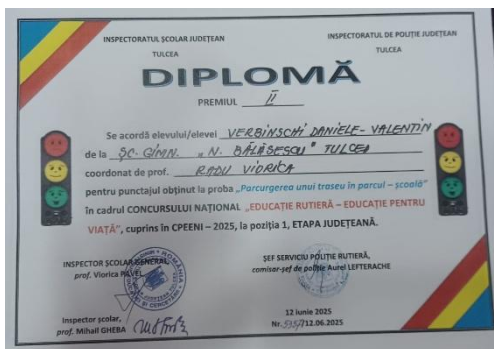 INSPECTORATUL ȘCOLAR JUDEȚEAN
TULCEA
INSPECTORATUL DE POLIȚIE JUDEȚEAN
TULCEA
DIPLOMĂ
PREMIUL II
Se acordă elevului/elevei VERBINSCHI DANIELE-VALENTIN
de la ȘC. GIMN. „N. BĂLĂȘESCU" TULCEA
coordonat de prof. RADU VIORICA
pentru punctajul obținut la proba „Parcurgerea unui traseu în parcul – școală"
în cadrul CONCURSULUI NAȚIONAL „EDUCAȚIE RUTIERĂ – EDUCAȚIE PENTRU
VIAȚĂ", cuprins în CPEENI – 2025, la poziția 1, ETAPA JUDEȚEANĂ.
INSPECTOR ȘCOLAR GENERAL,
prof. Viorica PAVEL
ȘEF SERVICIU POLIȚIE RUTIERĂ,
comisar-șef de poliție Aurel LEFTERACHE
Inspector școlar,
prof. Mihail GHEBA
12 iunie 2025
/12.06.2025